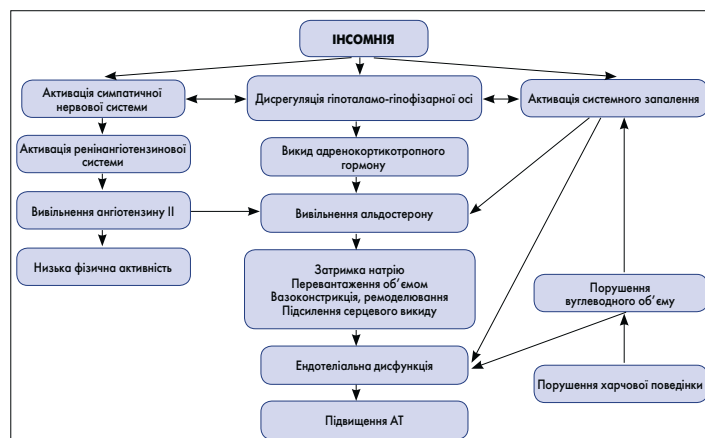 ІНСОМНІЯ
Активація симпатичної
нервової системи
Дисрегуляція гіпоталамо-гіпофізарної осі
Активація системного запалення
Активація ренінангіотензинової
системи
Викид адренокортикотропного
гормону
Вивільнення ангіотензину II
Вивільнення альдостерону
Низька фізична активність
Затримка натрію
Перевантаження об’ємом
Вазоконстрикція, ремоделювання
Підсилення серцевого викиду
Порушення
вуглеводного об’єму
Ендотеліальна дисфункція
Порушення харчової поведінки
Підвищення АТ